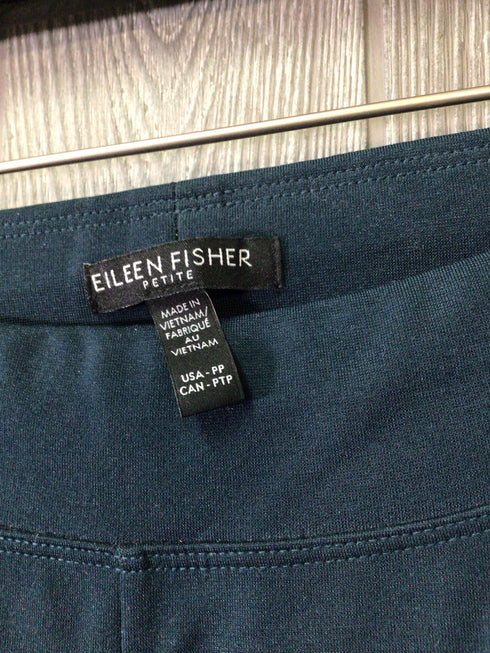 EILEEN FISHER
PETITE
MADE IN
VIETNAM/
FABRIQUÉ
AU
VIETNAM
USA - PP
CAN - PTP